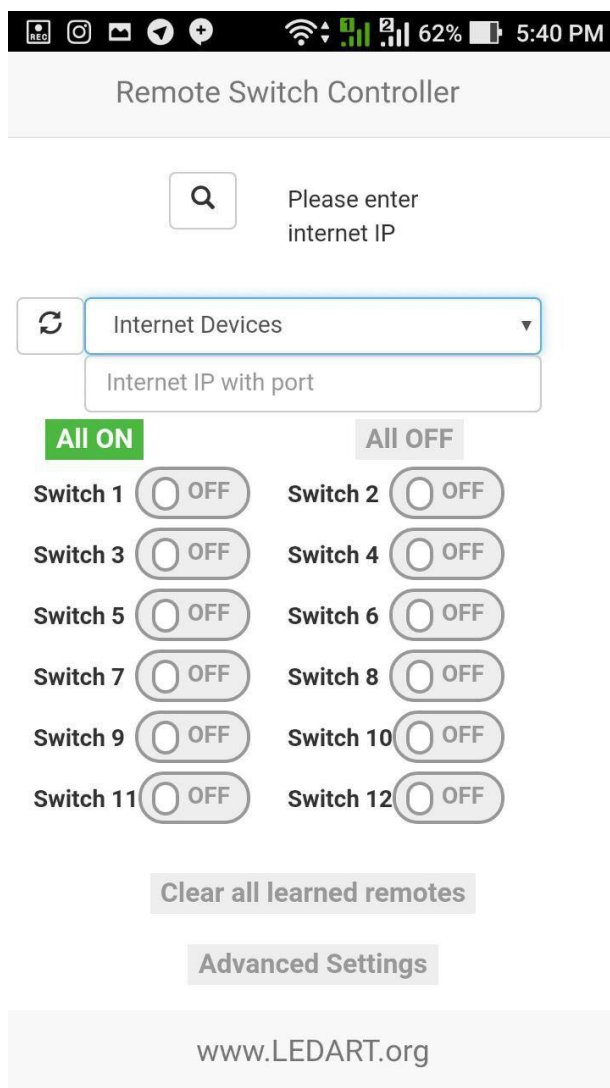 REC 1 2 62% 5:40 PM
Remote Switch Controller
Please enter
internet IP
Internet Devices
Internet IP with port
All ON All OFF
Switch 1 OFF Switch 2 OFF
Switch 3 OFF Switch 4 OFF
Switch 5 OFF Switch 6 OFF
Switch 7 OFF Switch 8 OFF
Switch 9 OFF Switch 10 OFF
Switch 11 OFF Switch 12 OFF
Clear all learned remotes
Advanced Settings
www.LEDART.org